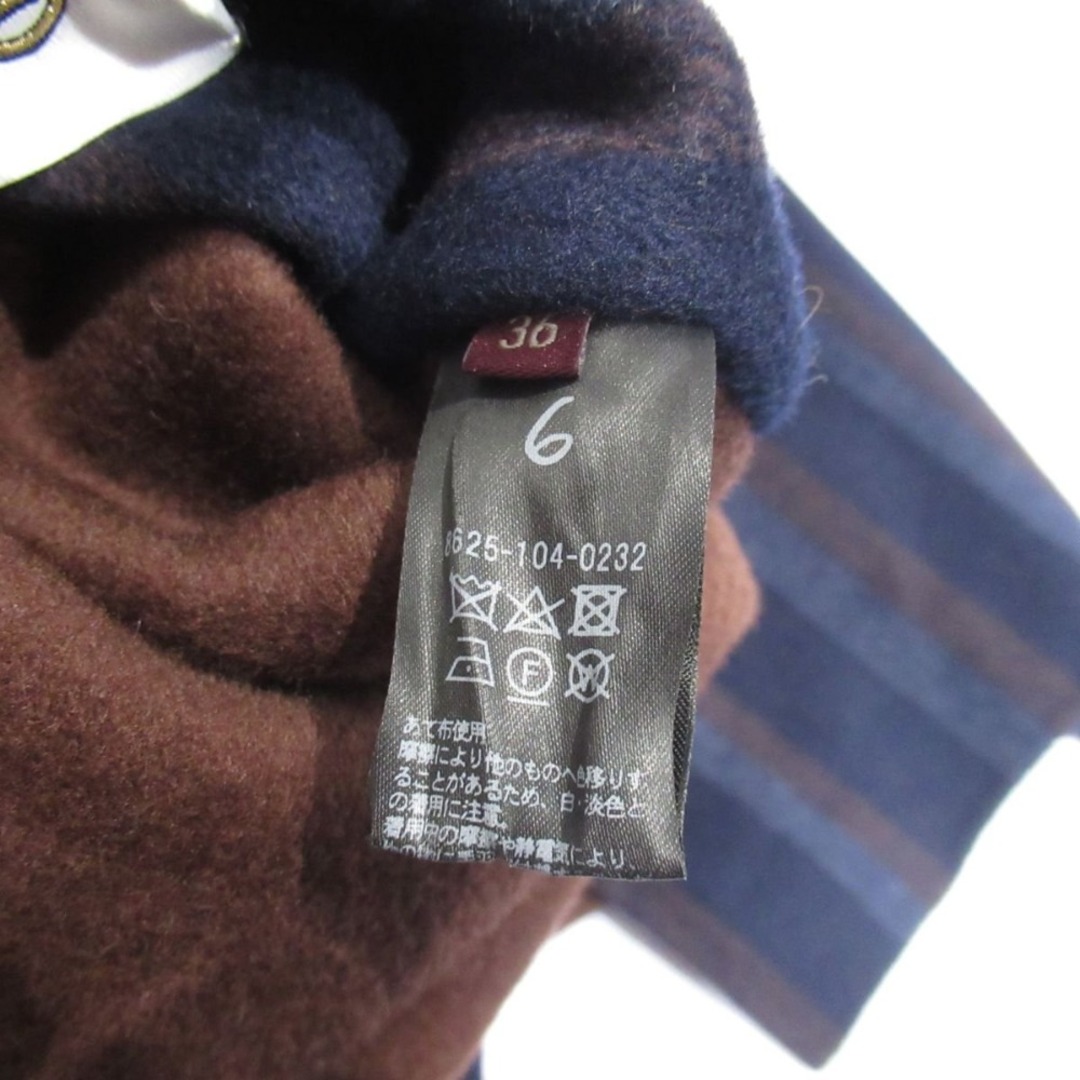 36
6
8625-104-0232
F
W
あて布使用
摩擦により他のものへ色移りす
ることがあるため、白・淡色と
の着用に注意。
着用中の摩擦や静電気により、